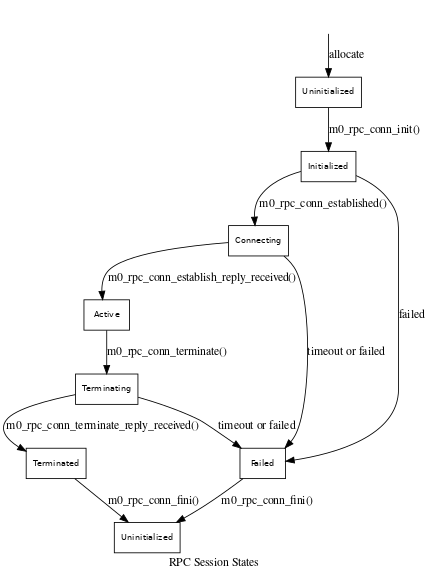 allocate
Uninitialized
m0_rpc_conn_init()
Initialized
m0_rpc_conn_established()
Connecting
m0_rpc_conn_establish_reply_received()
Active
failed
m0_rpc_conn_terminate()
timeout or failed
Terminating
m0_rpc_conn_terminate_reply_received()
timeout or failed
Terminated
Failed
m0_rpc_conn_fini()
m0_rpc_conn_fini()
Uninitialized
RPC Session States